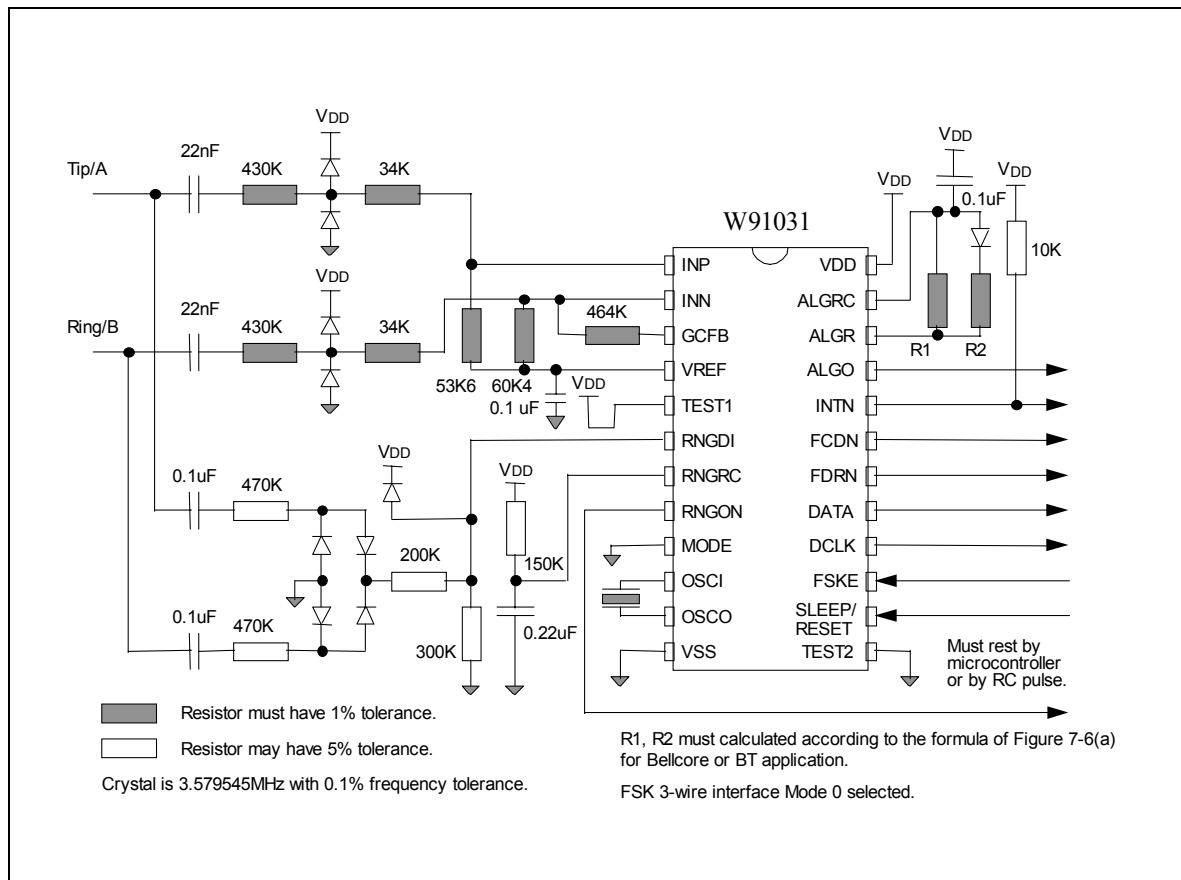 VDD
22nF
430K
34K
Tip/A
VDD
VDD
VDD
0.1uF
W91031
10K
INP
VDD
VDD
INN
ALGRC
22nF
430K
34K
464K
Ring/B
GCFB
ALGR
R1
R2
VREF
ALGO
53K6
60K4
0.1 uF
VDD
TEST1
INTN
RNGDI
FCDN
VDD
VDD
0.1uF
470K
RNGRC
FDRN
RNGON
DATA
200K
150K
MODE
DCLK
OSCI
FSKE
0.1uF
470K
300K
0.22uF
OSCO
SLEEP/
RESET
VSS
TEST2
Must rest by
microcontroller
or by RC pulse.
Resistor must have 1% tolerance.
Resistor may have 5% tolerance.
Crystal is 3.579545MHz with 0.1% frequency tolerance.
R1, R2 must calculated according to the formula of Figure 7-6(a)
for Bellcore or BT application.
FSK 3-wire interface Mode 0 selected.